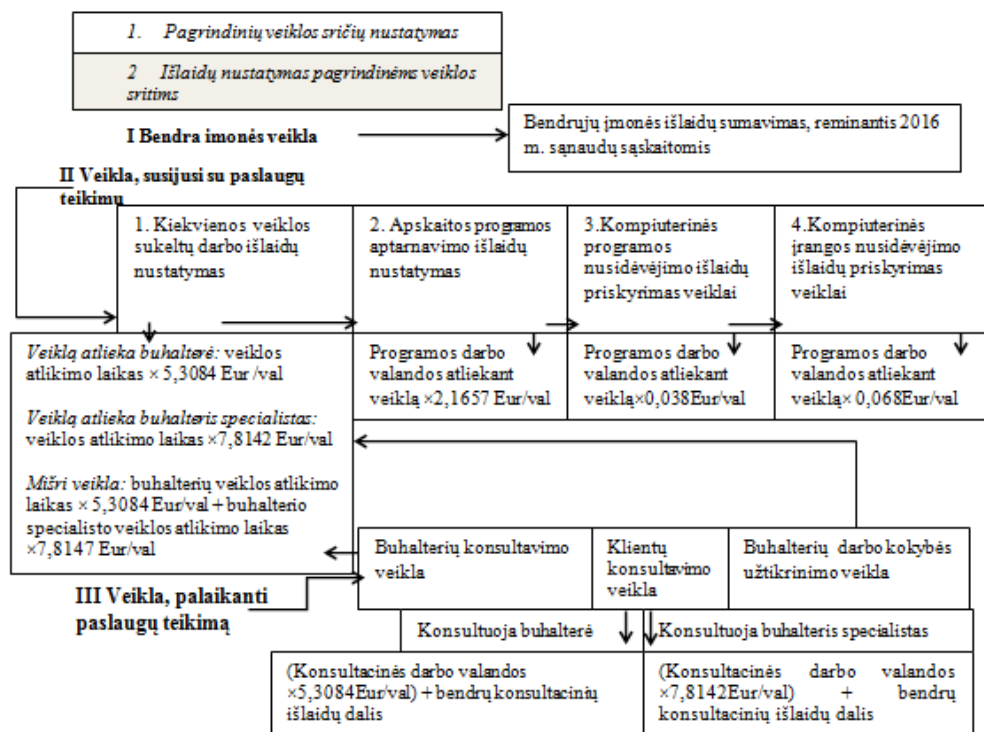 1. Pagrindinių veiklos sričių nustatymas
2 Išlaidų nustatymas pagrindinėms veiklos
sritims
I Bendra imonės veikla
Bendrujų įmonės išlaidų sumavimas, reminantis 2016
m. sąnaudų sąskaitomis
II Veikla, susijusi su paslaugų
teikimu
1. Kiekvienos veiklos
sukeltų darbo išlaidų
nustatymas
2. Apskaitos programos
aptarnavimo išlaidų
nustatymas
3.Kompiuterinės
programos
nusidėvėjimo išlaidų
priskyrimas veiklai
4.Kompiuterinės
įrangos nusidėvėjimo
išlaidų priskyrimas
veiklai
Veiklą atlieka buhalterė: veiklos
atlikimo laikas × 5,3084 Eur /val
Veiklą atlieka buhalteris specialistas:
veiklos atlikimo laikas ×7,8142 Eur/val
Mišri veikla: buhalterių veiklos atlikimo
laikas × 5,3084 Eur/val + buhalterio
specialisto veiklos atlikimo laikas
×7,8147 Eur/val
Programos darbo
valandos atliekant
veiklą ×2,1657 Eur/val
Programos darbo
valandos atliekant
veiklą×0,038Eur/val
Programos darbo
valandos atliekant
veiklą× 0,068Eur/val
III Veikla, palaikanti
paslaugų teikimą
Buhalterių konsultavimo
veikla
Klientų
konsultavimo
veikla
Buhalterių darbo kokybės
užtikrinimo veikla
Konsultuoja buhalterė
Konsultuoja buhalteris specialistas
(Konsultacinės darbo valandos
×5,3084Eur/val) + bendrų konsultacinių
išlaidų dalis
(Konsultacinės darbo valandos
×7,8142Eur/val) + bendrų
konsultacinių išlaidų dalis